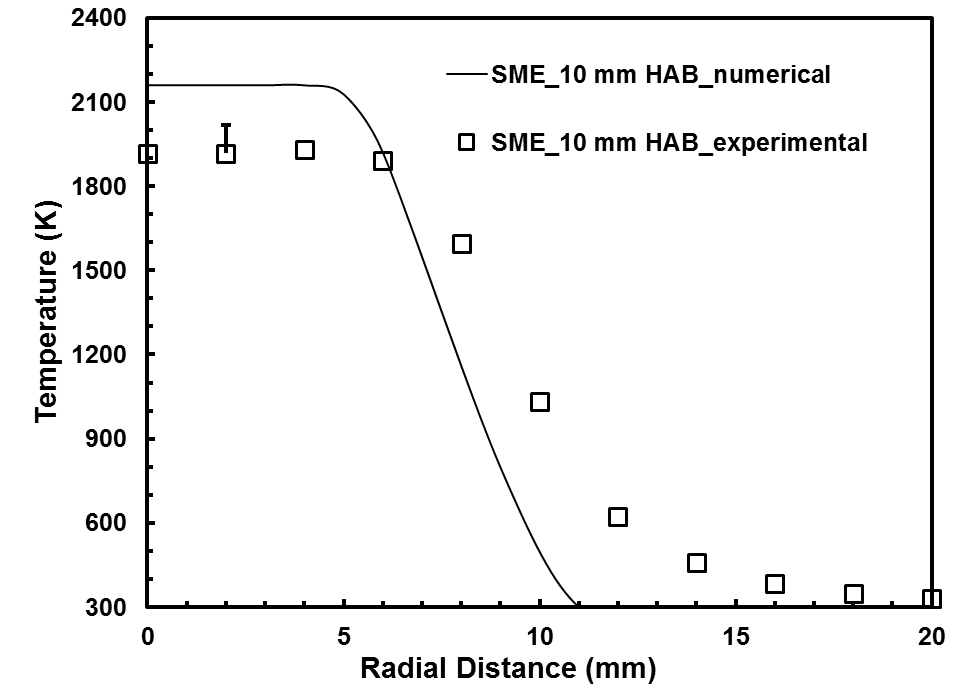 2400
2100
1800
1500
1200
900
600
300
Temperature (K)
SME_10 mm HAB_numerical
SME_10 mm HAB_experimental
0 5 10 15 20
Radial Distance (mm)